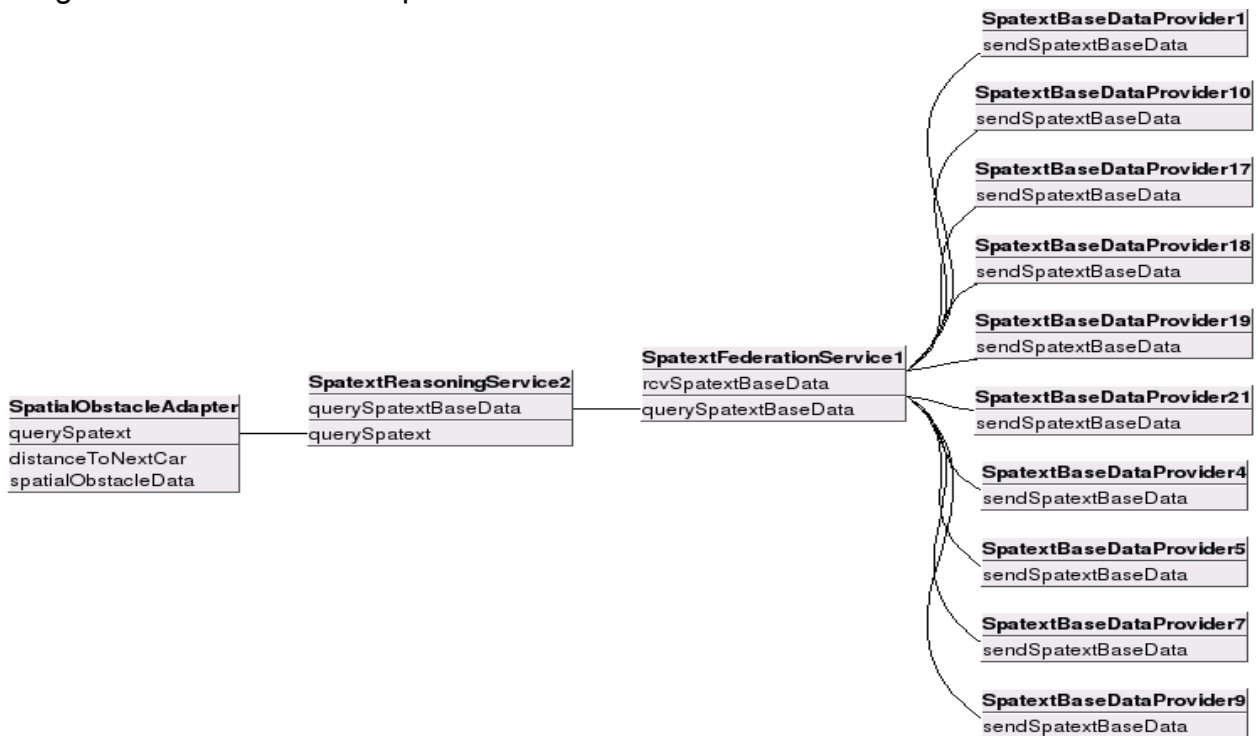 SpatextBaseDataProvider1
sendSpatextBaseData
SpatextBaseDataProvider10
sendSpatextBaseData
SpatextBaseDataProvider17
sendSpatextBaseData
SpatextBaseDataProvider18
sendSpatextBaseData
SpatextBaseDataProvider19
sendSpatextBaseData
SpatextFederationService1
rcvSpatextBaseData
querySpatextBaseData
SpatextReasoningService2
querySpatextBaseData
querySpatext
SpatialObstacleAdapter
querySpatext
distanceToNextCar
spatialObstacleData
SpatextBaseDataProvider21
sendSpatextBaseData
SpatextBaseDataProvider4
sendSpatextBaseData
SpatextBaseDataProvider5
sendSpatextBaseData
SpatextBaseDataProvider7
sendSpatextBaseData
SpatextBaseDataProvider9
sendSpatextBaseData